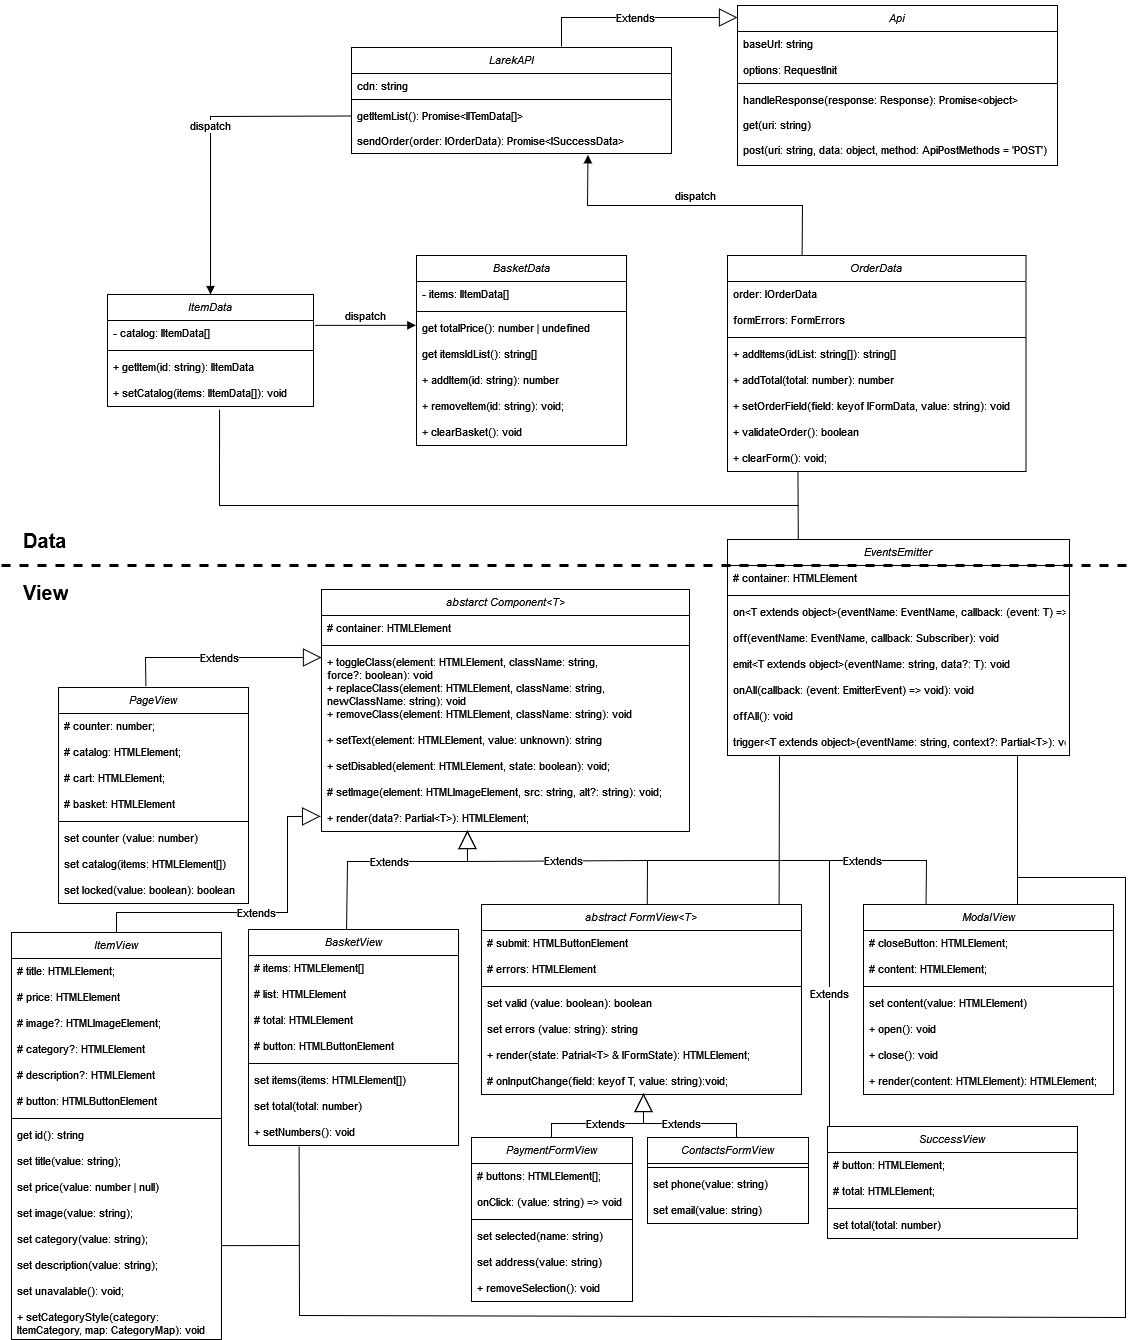 Extends
Api
baseUrl: string
options: RequestInit
handleResponse(response: Response): Promise<object>
get(uri: string)
post(uri: string, data: object, method: ApiPostMethods = 'POST')
LarekAPI
cdn: string
getItemList(): Promise<IITemData[]>
sendOrder(order: IOrderData): Promise<ISuccessData>
dispatch
dispatch
BasketData
- items: IItemData[]
get totalPrice(): number | undefined
get itemsIdList(): string[]
+ addItem(id: string): number
+ removeItem(id: string): void;
+ clearBasket(): void
OrderData
order: IOrderData
formErrors: FormErrors
+ addItems(idList: string[]): string[]
+ addTotal(total: number): number
+ setOrderField(field: keyof IFormData, value: string): void
+ validateOrder(): boolean
+ clearForm(): void;
ItemData
- catalog: IItemData[]
+ getItem(id: string): IItemData
+ setCatalog(items: IItemData[]): void
dispatch
Data
View
EventsEmitter
# container: HTMLElement
on<T extends object>(eventName: EventName, callback: (event: T) =>
off(eventName: EventName, callback: Subscriber): void
emit<T extends object>(eventName: string, data?: T): void
onAll(callback: (event: EmitterEvent) => void): void
offAll(): void
trigger<T extends object>(eventName: string, context?: Partial<T>): v
abstarct Component<T>
# container: HTMLElement
+ toggleClass(element: HTMLElement, className: string,
force?: boolean): void
+ replaceClass(element: HTMLElement, className: string,
newClassName: string): void
+ removeClass(element: HTMLElement, className: string): void
+ setText(element: HTMLElement, value: unknown): string
+ setDisabled(element: HTMLElement, state: boolean): void;
# setImage(element: HTMLImageElement, src: string, alt?: string): void;
+ render(data?: Partial<T>): HTMLElement;
Extends
PageView
# counter: number;
# catalog: HTMLElement;
# cart: HTMLElement;
# basket: HTMLElement
set counter (value: number)
set catalog(items: HTMLElement[])
set locked(value: boolean): boolean
Extends
Extends
Extends
Extends
Extends
ItemView
# title: HTMLElement;
# price: HTMLElement
# image?: HTMLImageElement;
# category?: HTMLElement
# description?: HTMLElement
# button: HTMLButtonElement
get id(): string
set title(value: string);
set price(value: number | null)
set image(value: string);
set category(value: string);
set description(value: string);
set unavalable(): void;
+ setCategoryStyle(category:
ItemCategory, map: CategoryMap): void
BasketView
# items: HTMLElement[]
# list: HTMLElement
# total: HTMLElement
# button: HTMLButtonElement
set items(items: HTMLElement[])
set total(total: number)
+ setNumbers(): void
abstract FormView<T>
# submit: HTMLButtonElement
# errors: HTMLElement
set valid (value: boolean): boolean
set errors (value: string): string
+ render(state: Patrial<T> & IFormState): HTMLElement;
# onInputChange(field: keyof T, value: string):void;
ModalView
# closeButton: HTMLElement;
# content: HTMLElement;
set content(value: HTMLElement)
+ open(): void
+ close(): void
+ render(content: HTMLElement): HTMLElement;
Extends
Extends
PaymentFormView
# buttons: HTMLElement[];
onClick: (value: string) => void
set selected(name: string)
set address(value: string)
+ removeSelection(): void
ContactsFormView
set phone(value: string)
set email(value: string)
SuccessView
# button: HTMLElement;
# total: HTMLElement;
set total(total: number)